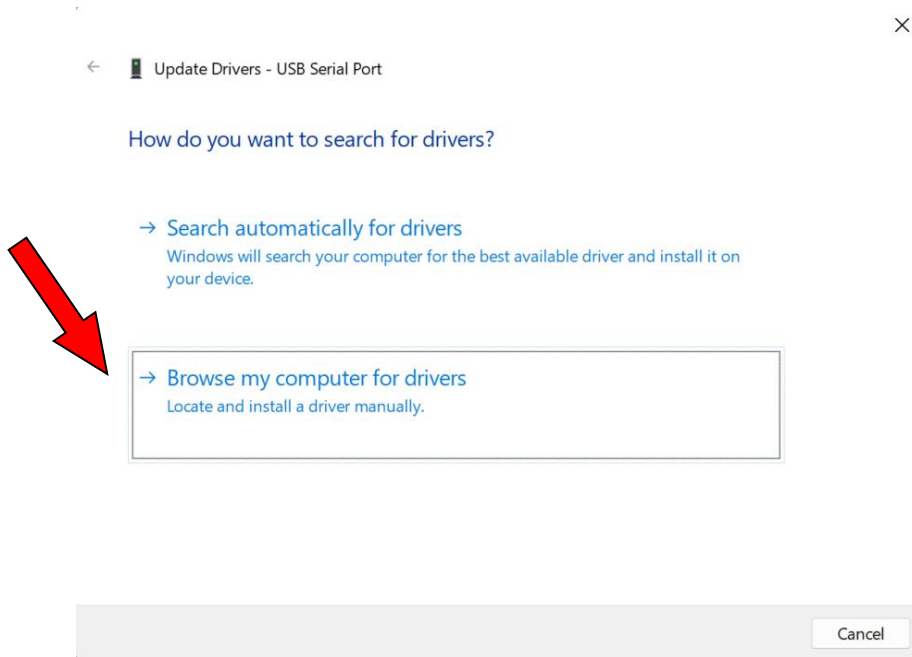 Update Drivers - USB Serial Port
How do you want to search for drivers?
Search automatically for drivers
Windows will search your computer for the best available driver and install it on
your device.
Browse my computer for drivers
Locate and install a driver manually.
Cancel